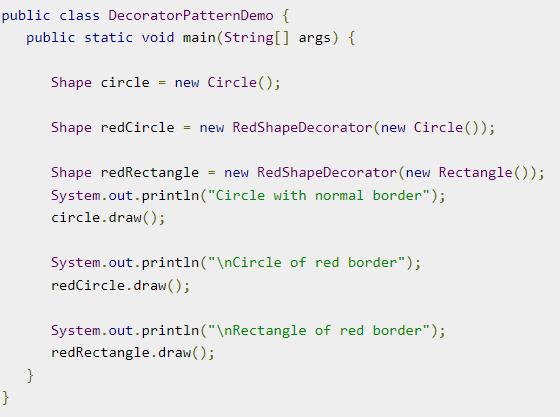 public class DecoratorPatternDemo {
   public static void main(String[] args) {

      Shape circle = new Circle();

      Shape redCircle = new RedShapeDecorator(new Circle());

      Shape redRectangle = new RedShapeDecorator(new Rectangle());
      System.out.println("Circle with normal border");
      circle.draw();

      System.out.println("\nCircle of red border");
      redCircle.draw();

      System.out.println("\nRectangle of red border");
      redRectangle.draw();
   }
}